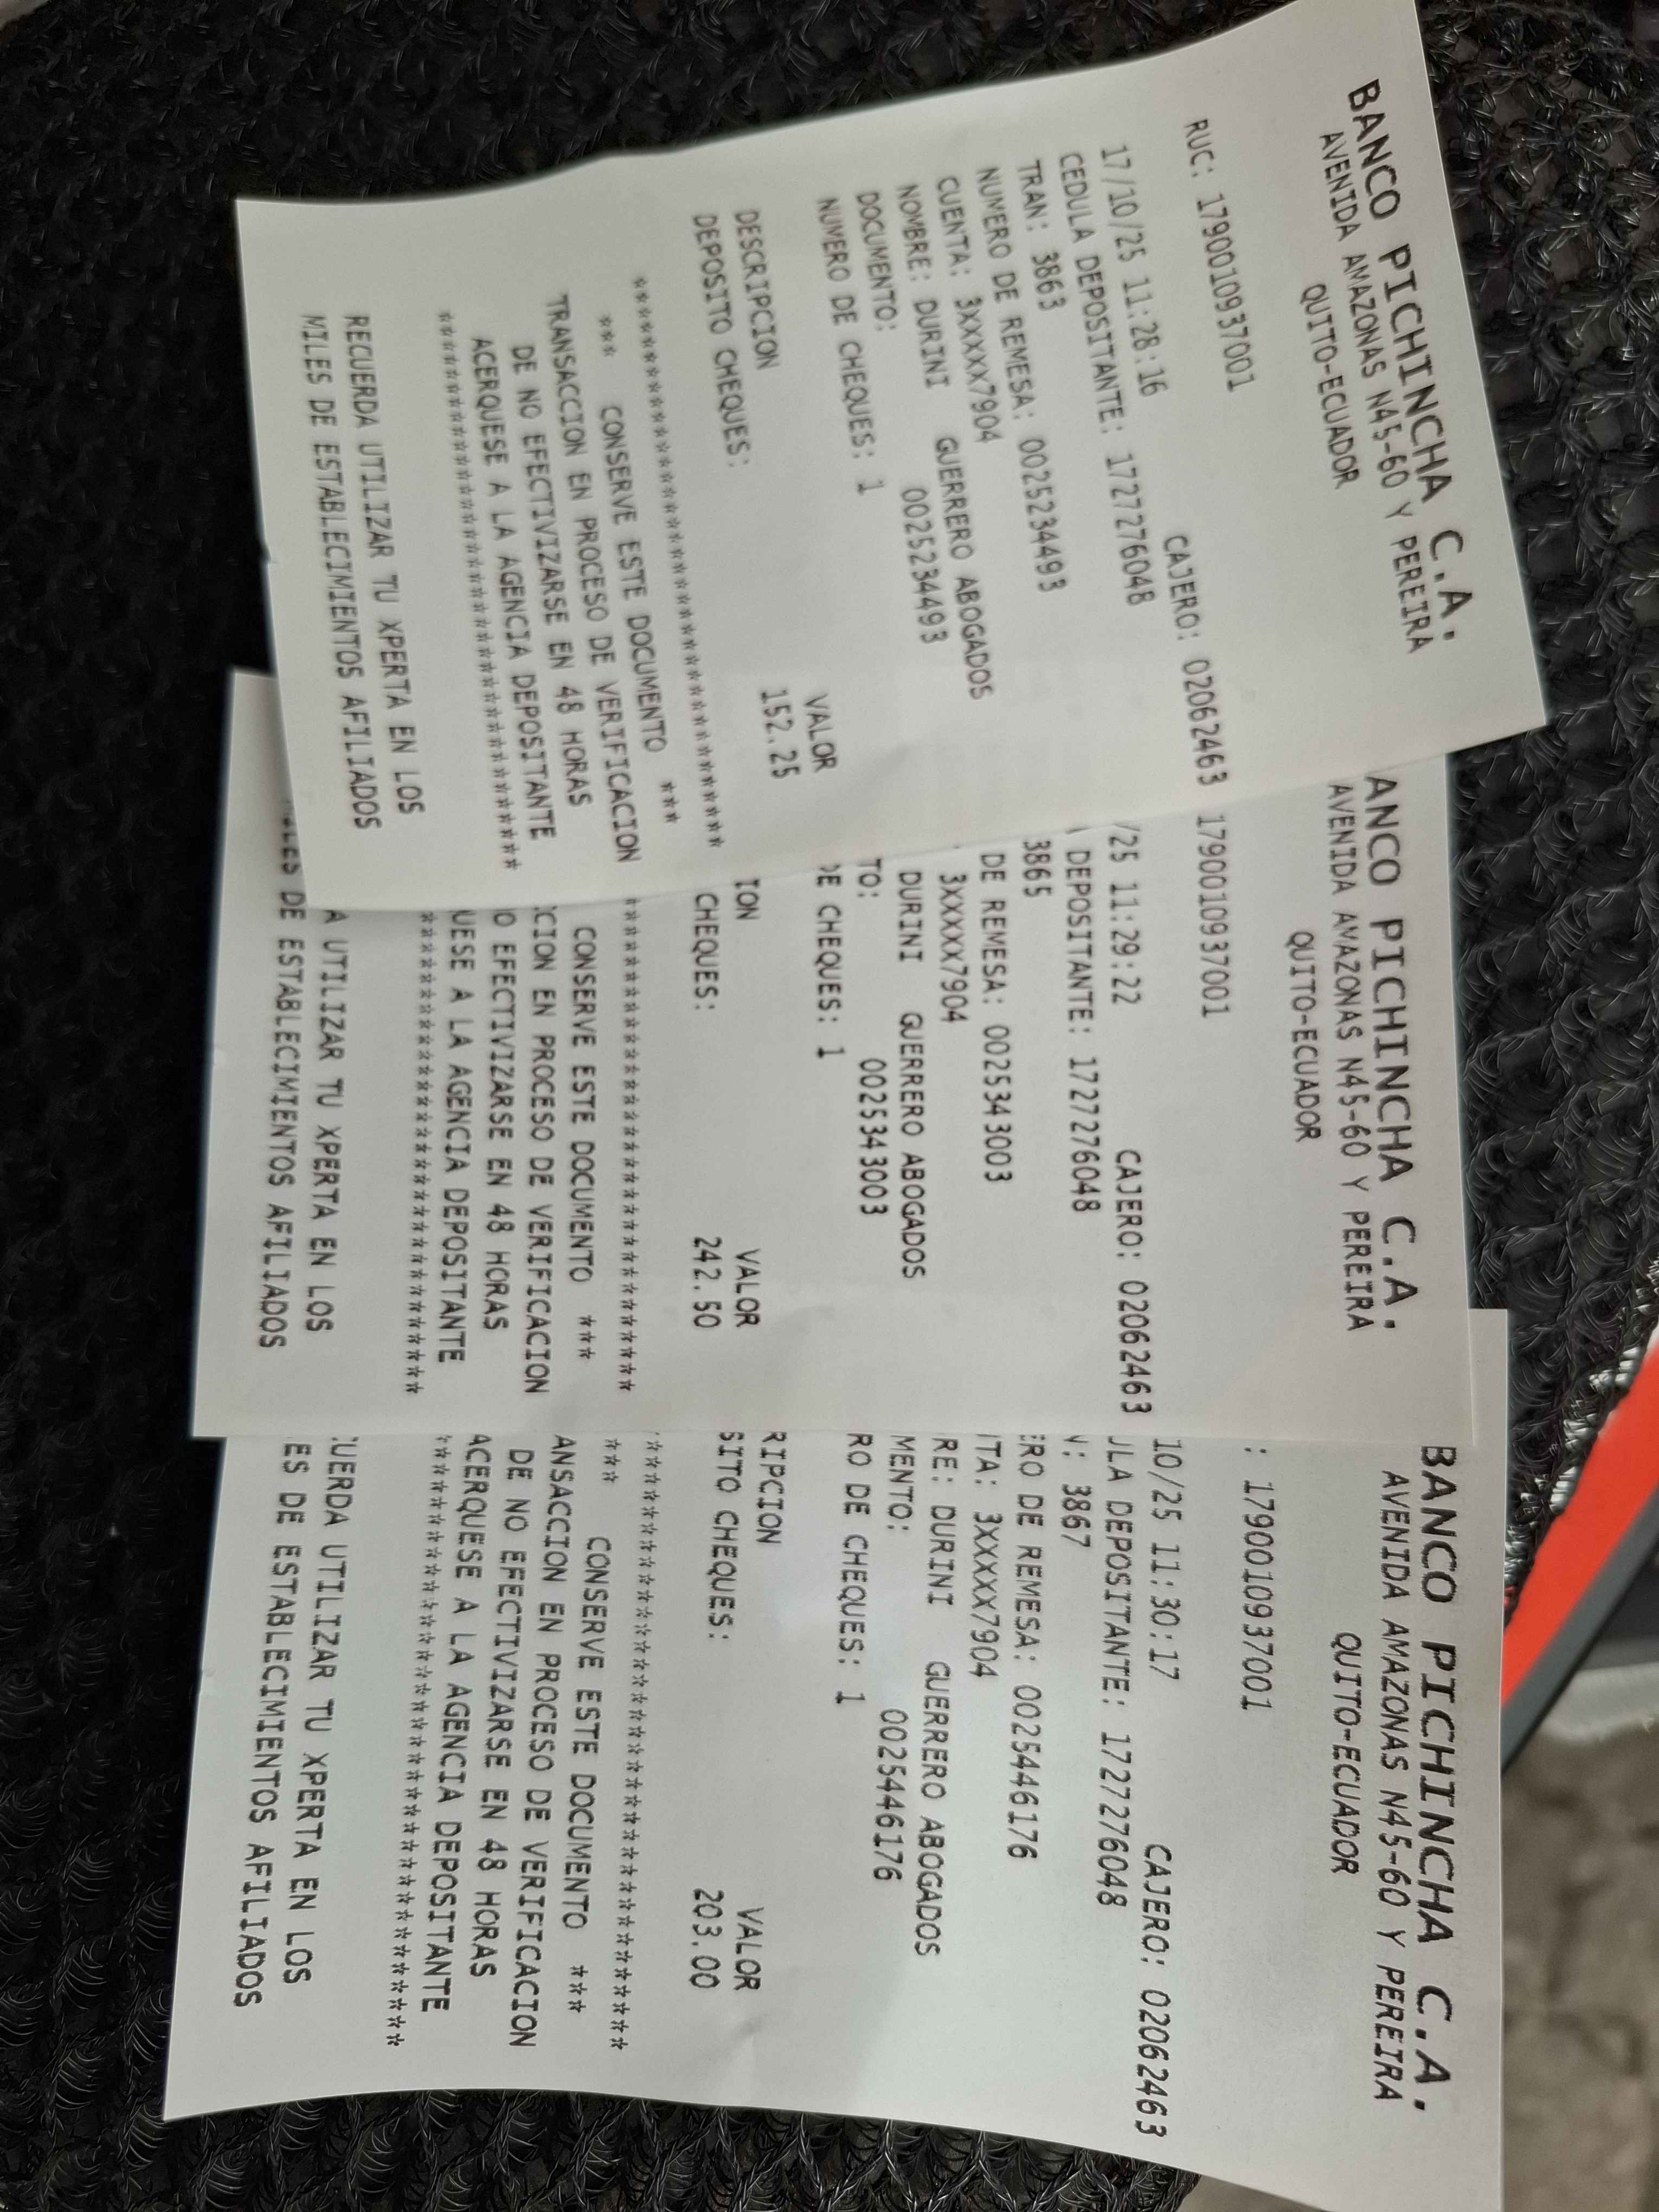 BANCO PICHINCHA C.A.
AVENIDA AMAZONAS N45-60 Y PEREIRA
QUITO-ECUADOR
RUC: 1790010937001
CAJERO: 02062463
17/10/25 11:28:16
CEDULA DEPOSITANTE: 1727276048
TRAN: 3863
NUMERO DE REMESA: 0025234493
CUENTA: 3XXXXX7904
NOMBRE: DURINI GUERRERO ABOGADOS
DOCUMENTO: 0025234493
NUMERO DE CHEQUES: 1
DESCRIPCION VALOR
DEPOSITO CHEQUES: 152.25
***********************************
*** CONSERVE ESTE DOCUMENTO ***
TRANSACCION EN PROCESO DE VERIFICACION
DE NO EFECTIVIZARSE EN 48 HORAS
ACERQUESE A LA AGENCIA DEPOSITANTE
***********************************
RECUERDA UTILIZAR TU XPERTA EN LOS
MILES DE ESTABLECIMIENTOS AFILIADOS
ANCO PICHINCHA C.A.
AVENIDA AMAZONAS N45-60 Y PEREIRA
QUITO-ECUADOR
1790010937001
CAJERO: 02062463
/25 11:29:22
DEPOSITANTE: 1727276048
3865
DE REMESA: 0025343003
3XXXXX7904
DURINI GUERRERO ABOGADOS
TO: 0025343003
DE CHEQUES: 1
ION VALOR
CHEQUES: 242.50
******************************
CONSERVE ESTE DOCUMENTO ***
CION EN PROCESO DE VERIFICACION
O EFECTIVIZARSE EN 48 HORAS
UESE A LA AGENCIA DEPOSITANTE
******************************
A UTILIZAR TU XPERTA EN LOS
LES DE ESTABLECIMIENTOS AFILIADOS
BANCO PICHINCHA C.A.
AVENIDA AMAZONAS N45-60 Y PEREIRA
QUITO-ECUADOR
: 1790010937001
CAJERO: 02062463
10/25 11:30:17
ULA DEPOSITANTE: 1727276048
N: 3867
ERO DE REMESA: 0025446176
TA: 3XXXXX7904
RE: DURINI GUERRERO ABOGADOS
MENTO: 0025446176
RO DE CHEQUES: 1
RIPCION VALOR
SITO CHEQUES: 203.00
***********************************
*** CONSERVE ESTE DOCUMENTO ***
ANSACCION EN PROCESO DE VERIFICACION
DE NO EFECTIVIZARSE EN 48 HORAS
ACERQUESE A LA AGENCIA DEPOSITANTE
***********************************
CUERDA UTILIZAR TU XPERTA EN LOS
ES DE ESTABLECIMIENTOS AFILIADOS